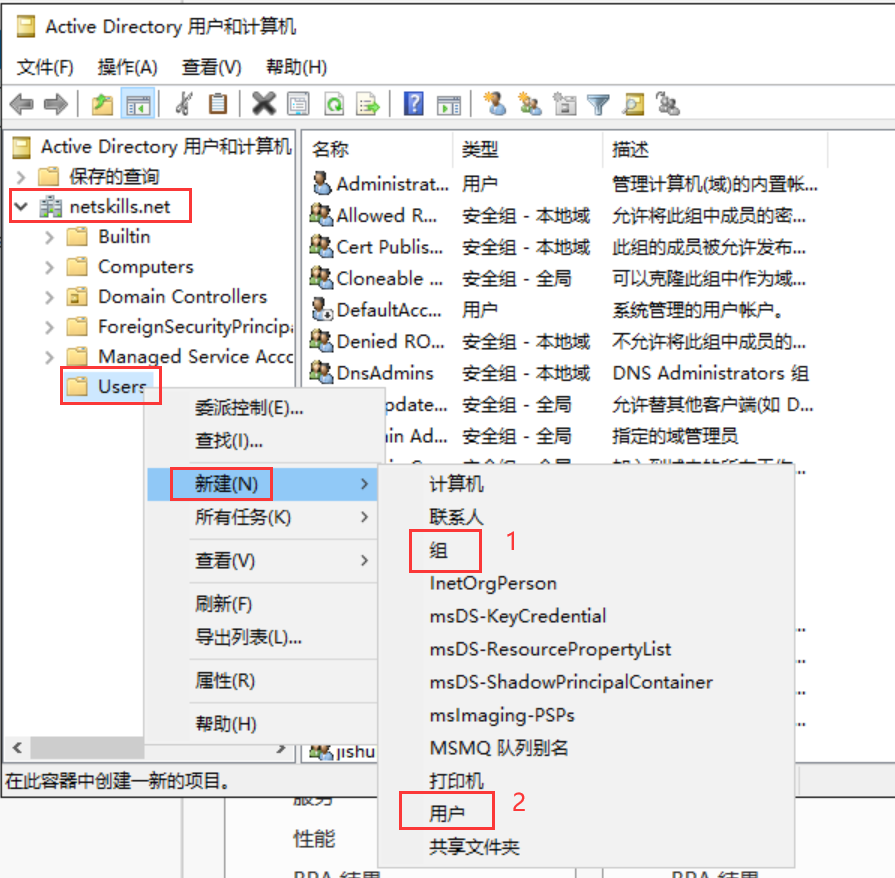 Active Directory 用户和计算机
文件(F) 操作(A) 查看(V) 帮助(H)
Active Directory 用户和计算机
保存的查询
netskills.net
Builtin
Computers
Domain Controllers
ForeignSecurityPrincipa
Managed Service Acco
Users
名称 类型 描述
Administrat... 用户 管理计算机(域)的内置帐...
Allowed R... 安全组 - 本地域 允许将此组中成员的密...
Cert Publis... 安全组 - 本地域 此组的成员被允许发布...
Cloneable ... 安全组 - 全局 可以克隆此组中作为域...
DefaultAcc... 用户 系统管理的用户帐户。
Denied RO... 安全组 - 本地域 不允许将此组中成员的...
DnsAdmins 安全组 - 本地域 DNS Administrators 组
pdate... 安全组 - 全局 允许替其他客户端(如 D...
in Ad... 安全组 - 全局 指定的域管理员
委派控制(E)...
查找(I)...
新建(N)
所有任务(K)
查看(V)
刷新(F)
导出列表(L)...
属性(R)
帮助(H)
计算机
联系人
组 1
InetOrgPerson
msDS-KeyCredential
msDS-ResourcePropertyList
msDS-ShadowPrincipalContainer
msImaging-PSPs
MSMQ 队列别名
打印机
用户 2
共享文件夹
jishu
在此容器中创建一新的项目。
服务
性能
BPA 结果 BPA 结果